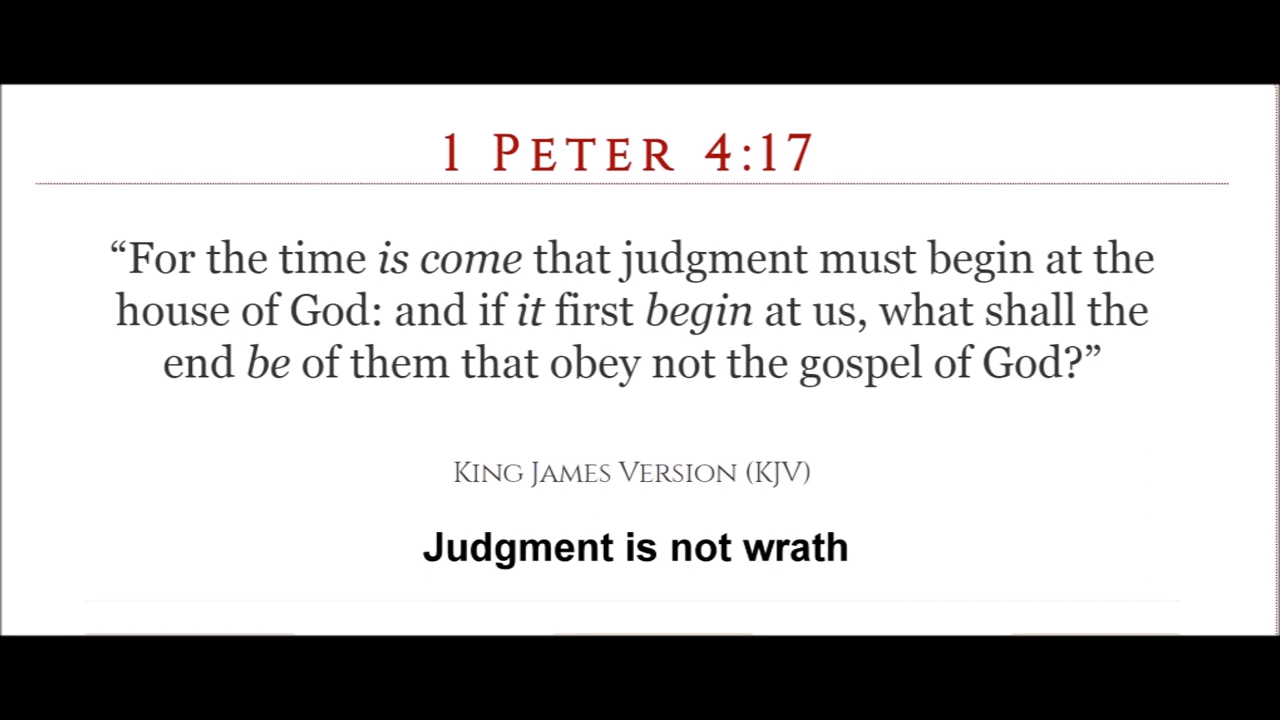 1 PETER 4:17
“For the time is come that judgment must begin at the
house of God: and if it first begin at us, what shall the
end be of them that obey not the gospel of God?”
KING JAMES VERSION (KJV)
Judgment is not wrath